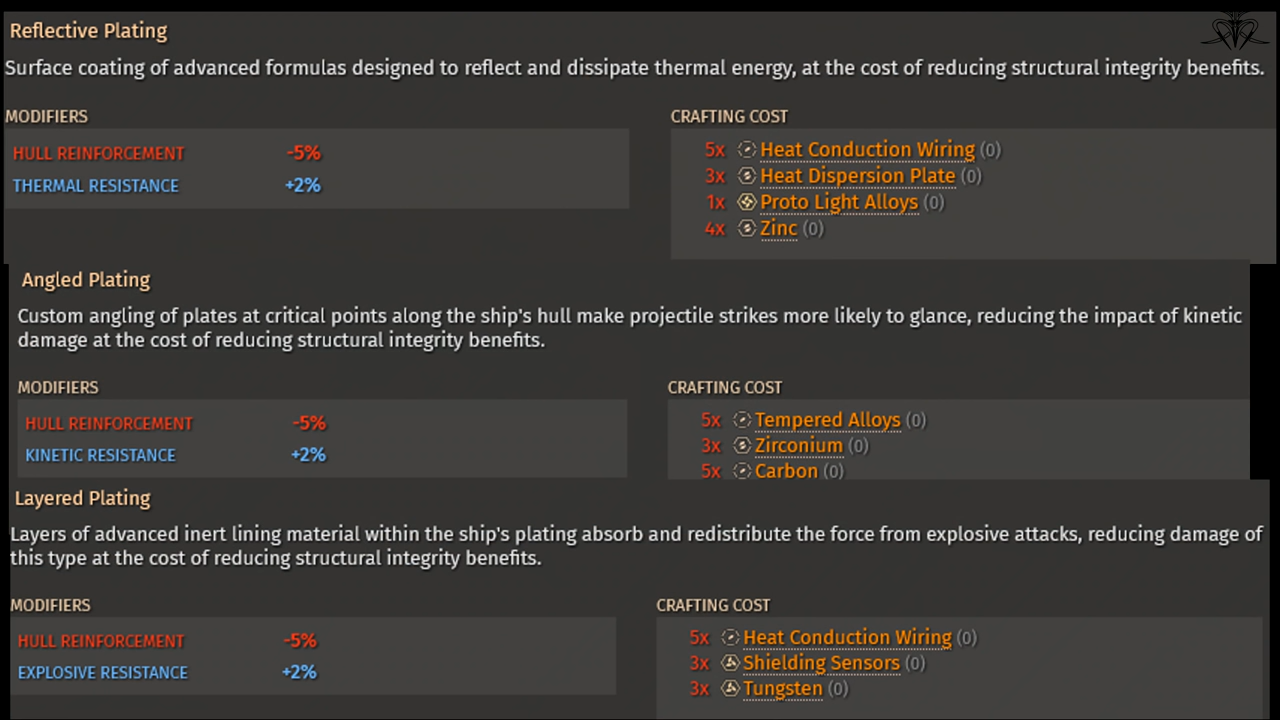 Reflective Plating
Surface coating of advanced formulas designed to reflect and dissipate thermal energy, at the cost of reducing structural integrity benefits.
MODIFIERS
HULL REINFORCEMENT -5%
THERMAL RESISTANCE +2%
CRAFTING COST
5x Heat Conduction Wiring (0)
3x Heat Dispersion Plate (0)
1x Proto Light Alloys (0)
4x Zinc (0)
Angled Plating
Custom angling of plates at critical points along the ship's hull make projectile strikes more likely to glance, reducing the impact of kinetic
damage at the cost of reducing structural integrity benefits.
MODIFIERS
HULL REINFORCEMENT -5%
KINETIC RESISTANCE +2%
CRAFTING COST
5x Tempered Alloys (0)
3x Zirconium (0)
5x Carbon (0)
Layered Plating
Layers of advanced inert lining material within the ship's plating absorb and redistribute the force from explosive attacks, reducing damage of
this type at the cost of reducing structural integrity benefits.
MODIFIERS
HULL REINFORCEMENT -5%
EXPLOSIVE RESISTANCE +2%
CRAFTING COST
5x Heat Conduction Wiring (0)
3x Shielding Sensors (0)
3x Tungsten (0)